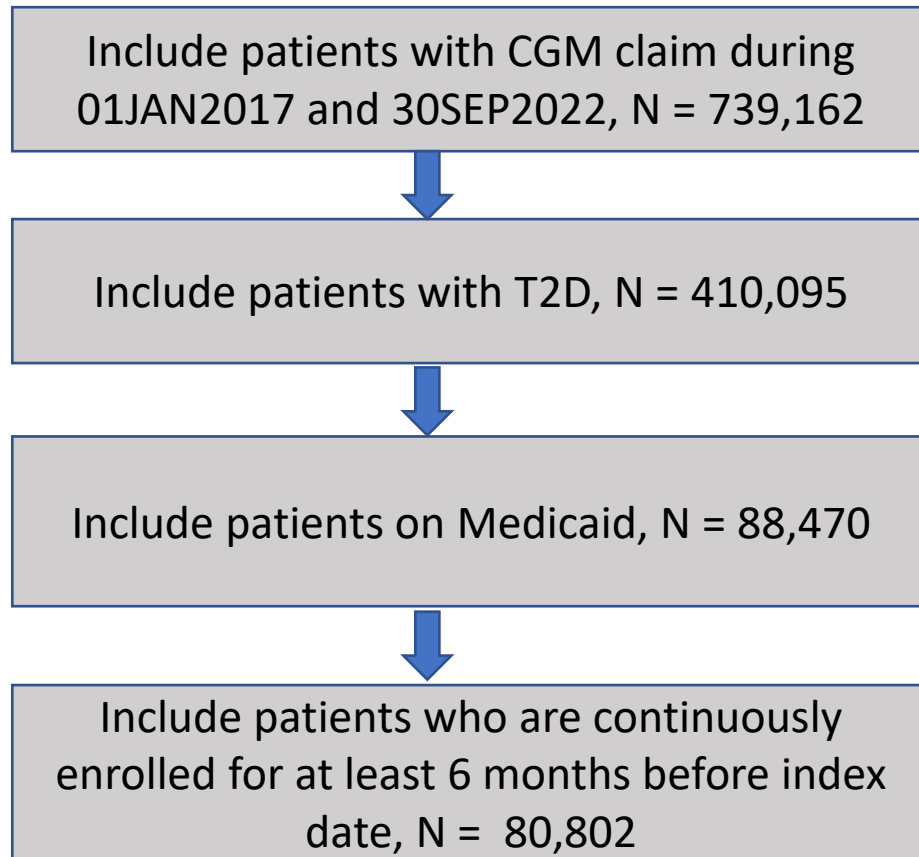 Include patients with CGM claim during
01JAN2017 and 30SEP2022, N = 739,162
Include patients with T2D, N = 410,095
Include patients on Medicaid, N = 88,470
Include patients who are continuously
enrolled for at least 6 months before index
date, N =  80,802